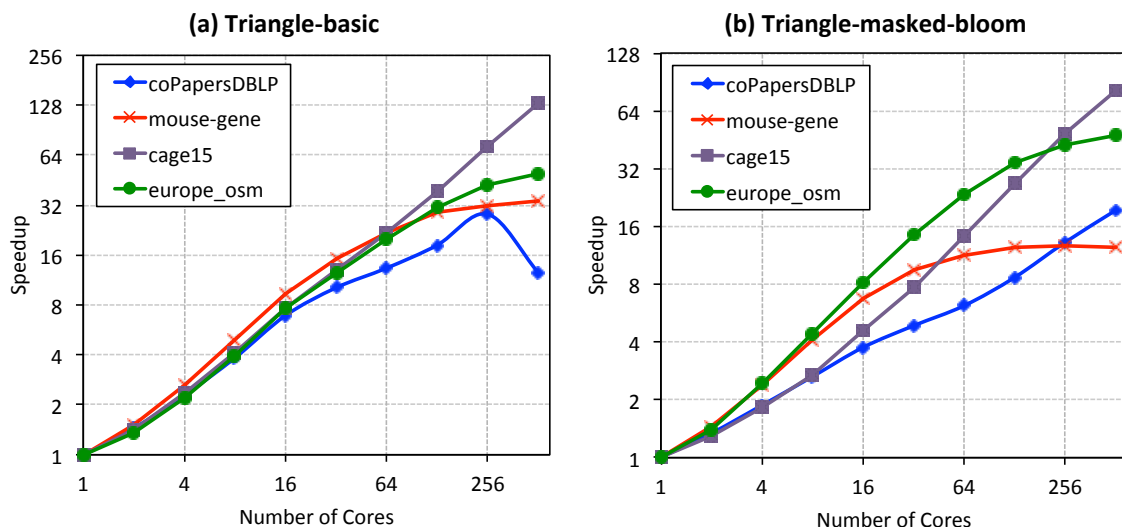 (a) Triangle-basic
256
128
64
32
16
8
4
2
1
Speedup
coPapersDBLP
mouse-gene
cage15
europe_osm
1 4 16 64 256
Number of Cores
(b) Triangle-masked-bloom
128
64
32
16
8
4
2
1
Speedup
coPapersDBLP
mouse-gene
cage15
europe_osm
1 4 16 64 256
Number of Cores